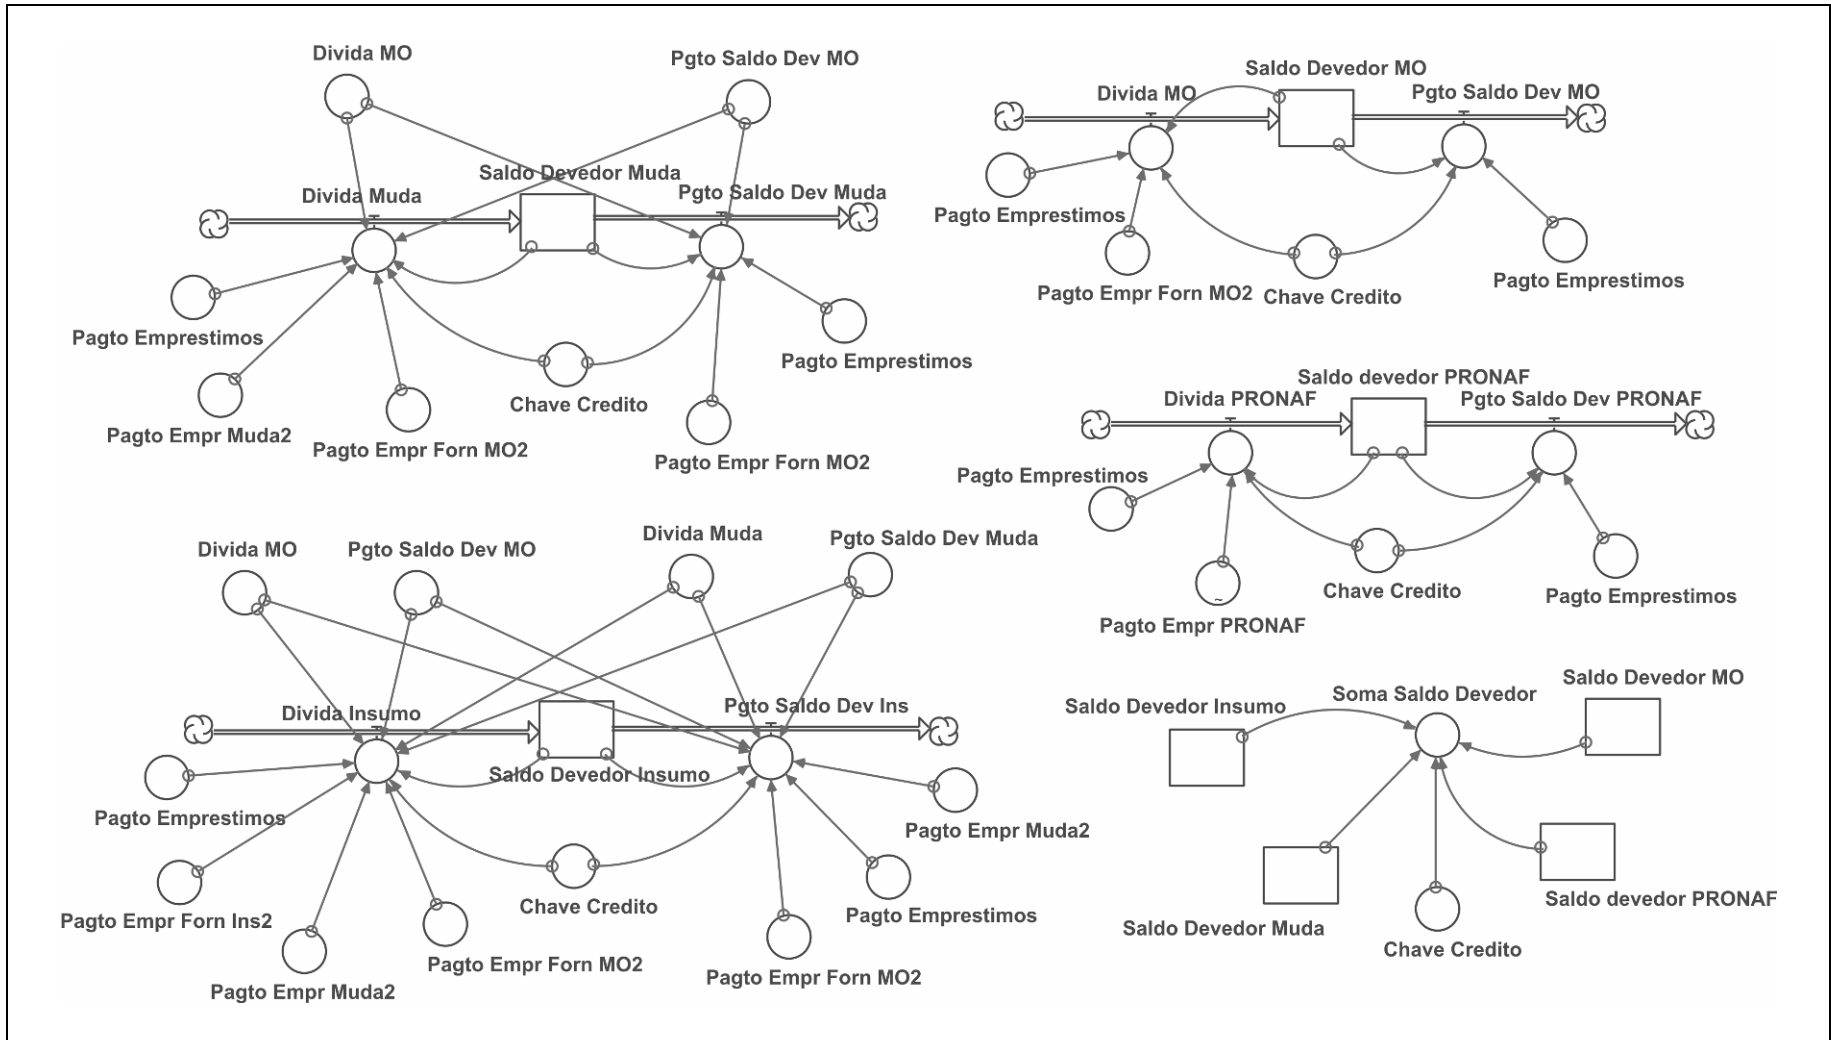 Divida MO
Pgto Saldo Dev MO
Saldo Devedor Muda
Divida Muda
Pgto Saldo Dev Muda
Pagto Emprestimos
Pagto Emprestimos
Chave Credito
Pagto Empr Muda2
Pagto Empr Forn MO2
Pagto Empr Forn MO2
Saldo Devedor MO
Divida MO
Pgto Saldo Dev MO
Pagto Emprestimos
Pagto Emprestimos
Pagto Empr Forn MO2
Chave Credito
Saldo devedor PRONAF
Divida PRONAF
Pgto Saldo Dev PRONAF
Pagto Emprestimos
Chave Credito
Pagto Emprestimos
Pagto Empr PRONAF
Divida MO
Pgto Saldo Dev MO
Divida Muda
Pgto Saldo Dev Muda
Divida Insumo
Pgto Saldo Dev Ins
Saldo Devedor Insumo
Pagto Emprestimos
Pagto Empr Muda2
Pagto Empr Forn Ins2
Chave Credito
Pagto Emprestimos
Pagto Empr Forn MO2
Pagto Empr Forn MO2
Pagto Empr Muda2
Saldo Devedor MO
Soma Saldo Devedor
Saldo Devedor Insumo
Saldo devedor PRONAF
Saldo Devedor Muda
Chave Credito
~